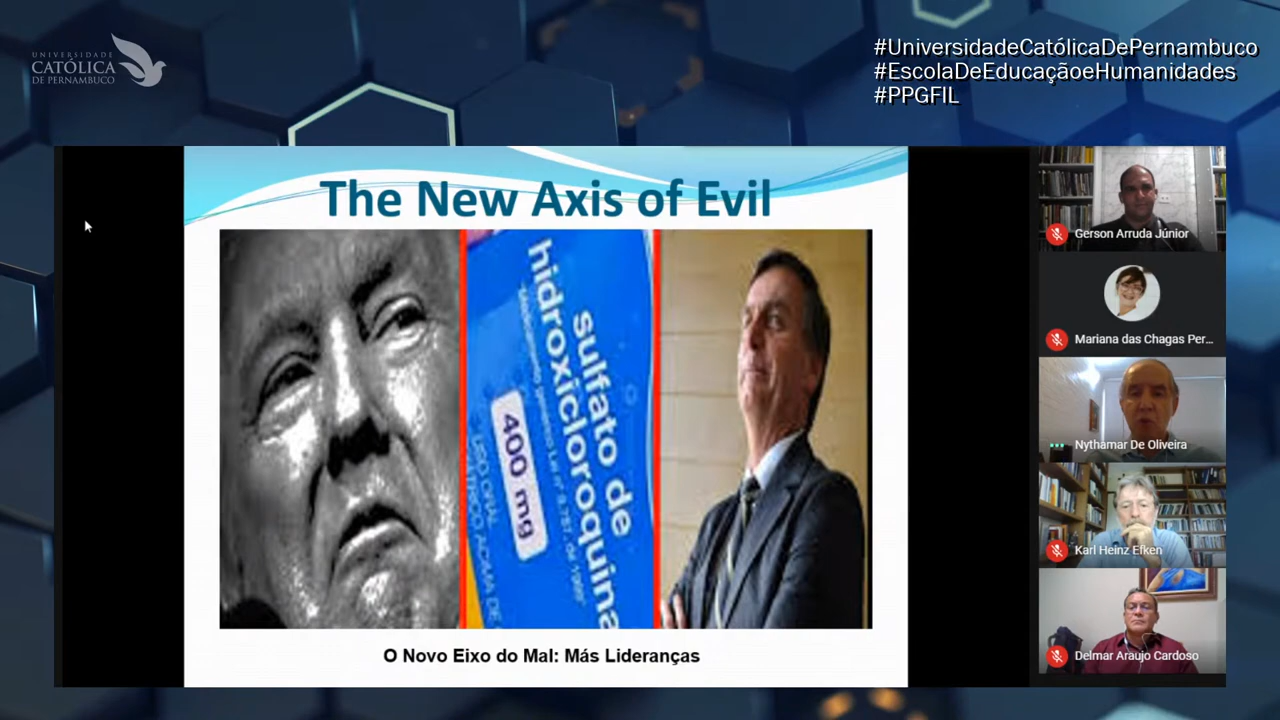 UNIVERSIDADE
CATÓLICA
DE PERNAMBUCO
#UniversidadeCatólicaDePernambuco
#EscolaDeEducaçãoeHumanidades
#PPGFIL
The New Axis of Evil
sulfato de
hidroxicloroquina
400 mg
USO ORAL
O Novo Eixo do Mal: Más Lideranças
Gerson Arruda Júnior
Mariana das Chagas Per...
Nythamar De Oliveira
Karl Heinz Efken
Delmar Araujo Cardoso